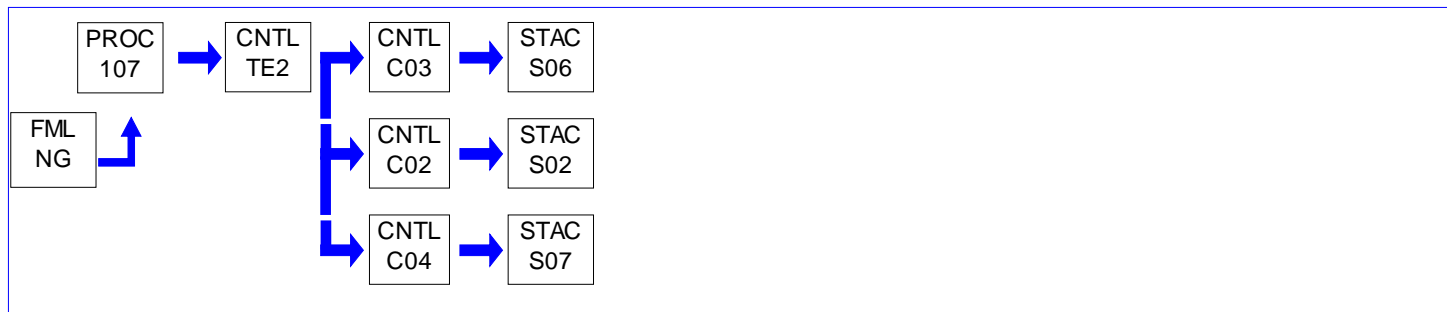 PROC
107
CNTL
TE2
CNTL
C03
STAC
S06
FML
NG
CNTL
C02
STAC
S02
CNTL
C04
STAC
S07